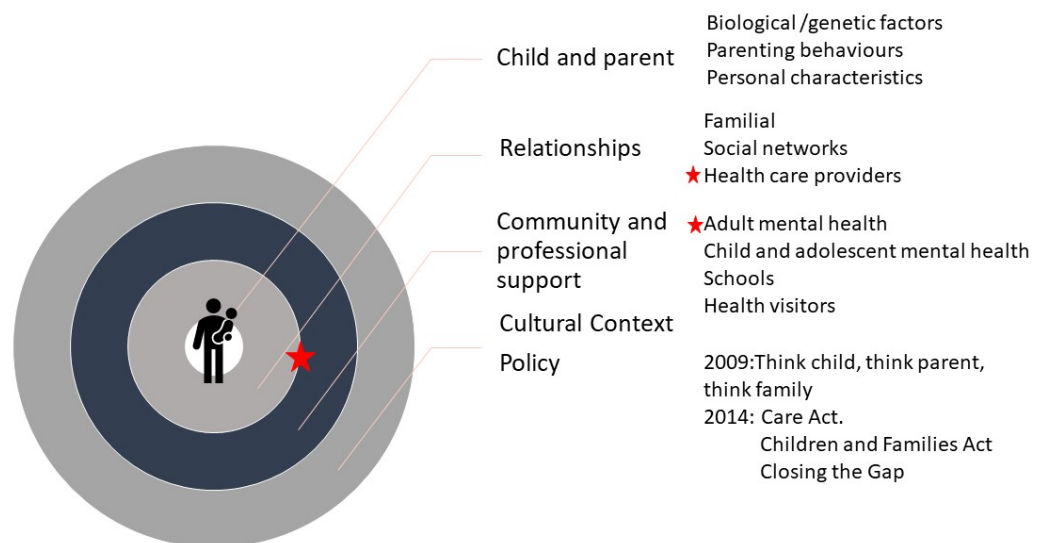 Child and parent
Biological /genetic factors
Parenting behaviours
Personal characteristics
Relationships
Familial
Social networks
Health care providers
Community and
professional
support
Adult mental health
Child and adolescent mental health
Schools
Health visitors
Cultural Context
Policy
2009:Think child, think parent,
think family
2014: Care Act.
Children and Families Act
Closing the Gap